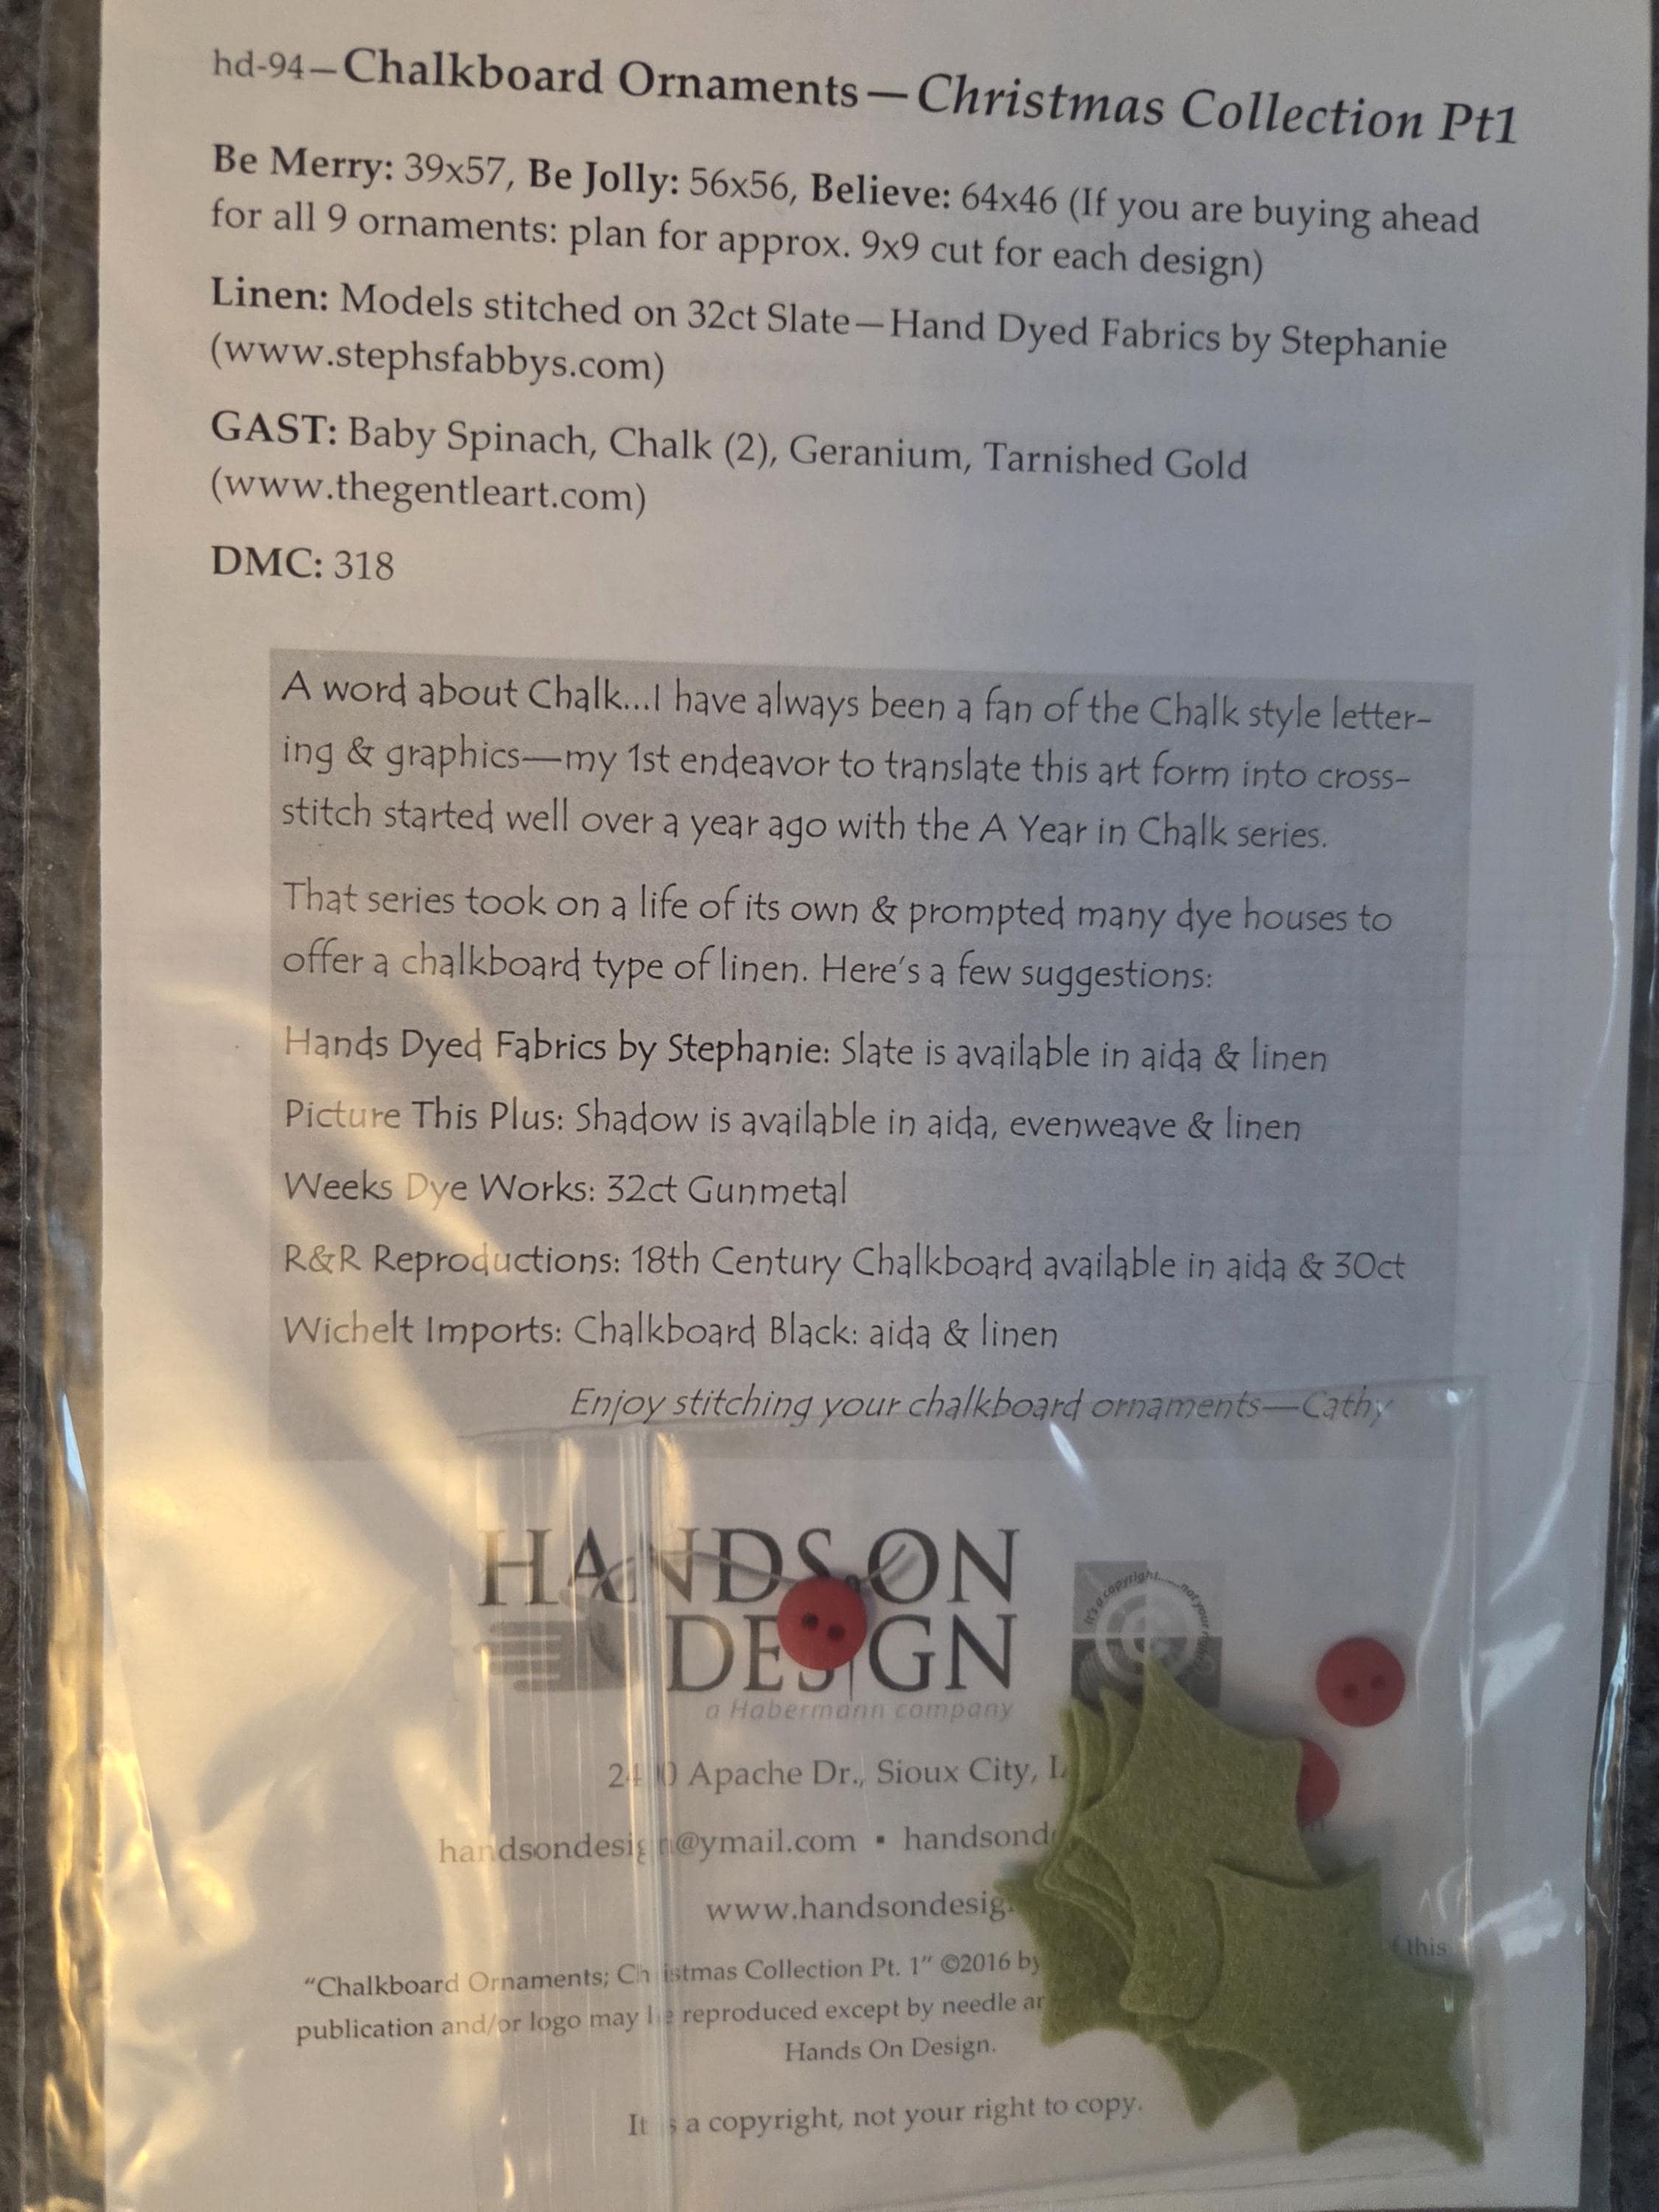 hd-94—Chalkboard Ornaments—Christmas Collection Pt1
Be Merry: 39x57, Be Jolly: 56x56, Believe: 64x46 (If you are buying ahead
for all 9 ornaments: plan for approx. 9x9 cut for each design)
Linen: Models stitched on 32ct Slate—Hand Dyed Fabrics by Stephanie
(www.stephsfabbys.com)
GAST: Baby Spinach, Chalk (2), Geranium, Tarnished Gold
(www.thegentleart.com)
DMC: 318
A word about Chalk...I have always been a fan of the Chalk style letter-
ing & graphics—my 1st endeavor to translate this art form into cross-
stitch started well over a year ago with the A Year in Chalk series.
That series took on a life of its own & prompted many dye houses to
offer a chalkboard type of linen. Here's a few suggestions:
Hands Dyed Fabrics by Stephanie: Slate is available in aida & linen
Picture This Plus: Shadow is available in aida, evenweave & linen
Weeks Dye Works: 32ct Gunmetal
R&R Reproductions: 18th Century Chalkboard available in aida & 30ct
Wichelt Imports: Chalkboard Black: aida & linen
Enjoy stitching your chalkboard ornaments—Cathy
HANDS ON
DESIGN
a Habermann company
It's a copyright......not your
Apache Dr., Sioux City,
handsondesign@ymail.com ▪
www.handsondesig
"Chalkboard Ornaments; Christmas Collection Pt. 1" ©2016 by this
publication and/or logo may be reproduced except by needle
Hands On Design.
It s a copyright, not your right to copy.